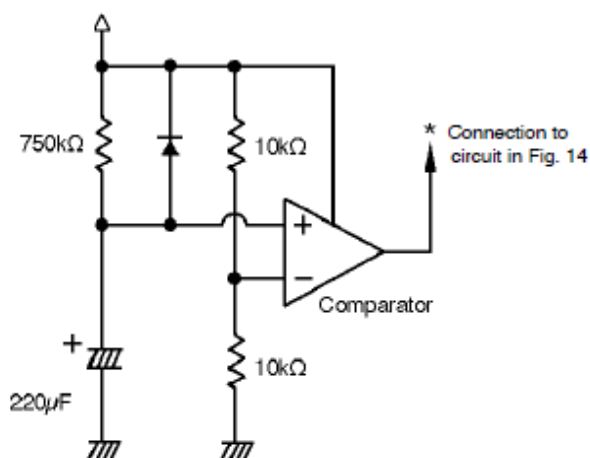 750kΩ
10kΩ
* Connection to
circuit in Fig. 14
+
−
Comparator
+
10kΩ
220μF